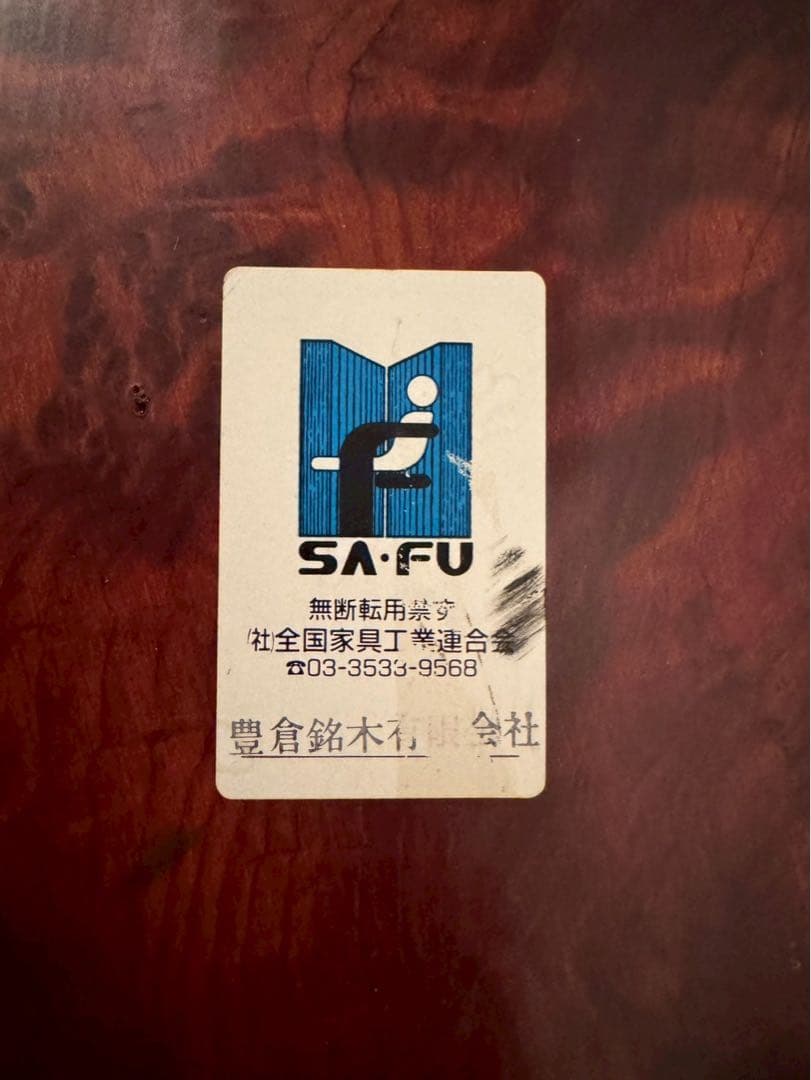 SA·FU
無断転用禁ず
(社)全国家具工業連合会
☎03-3533-9568
豊倉銘木有限会社